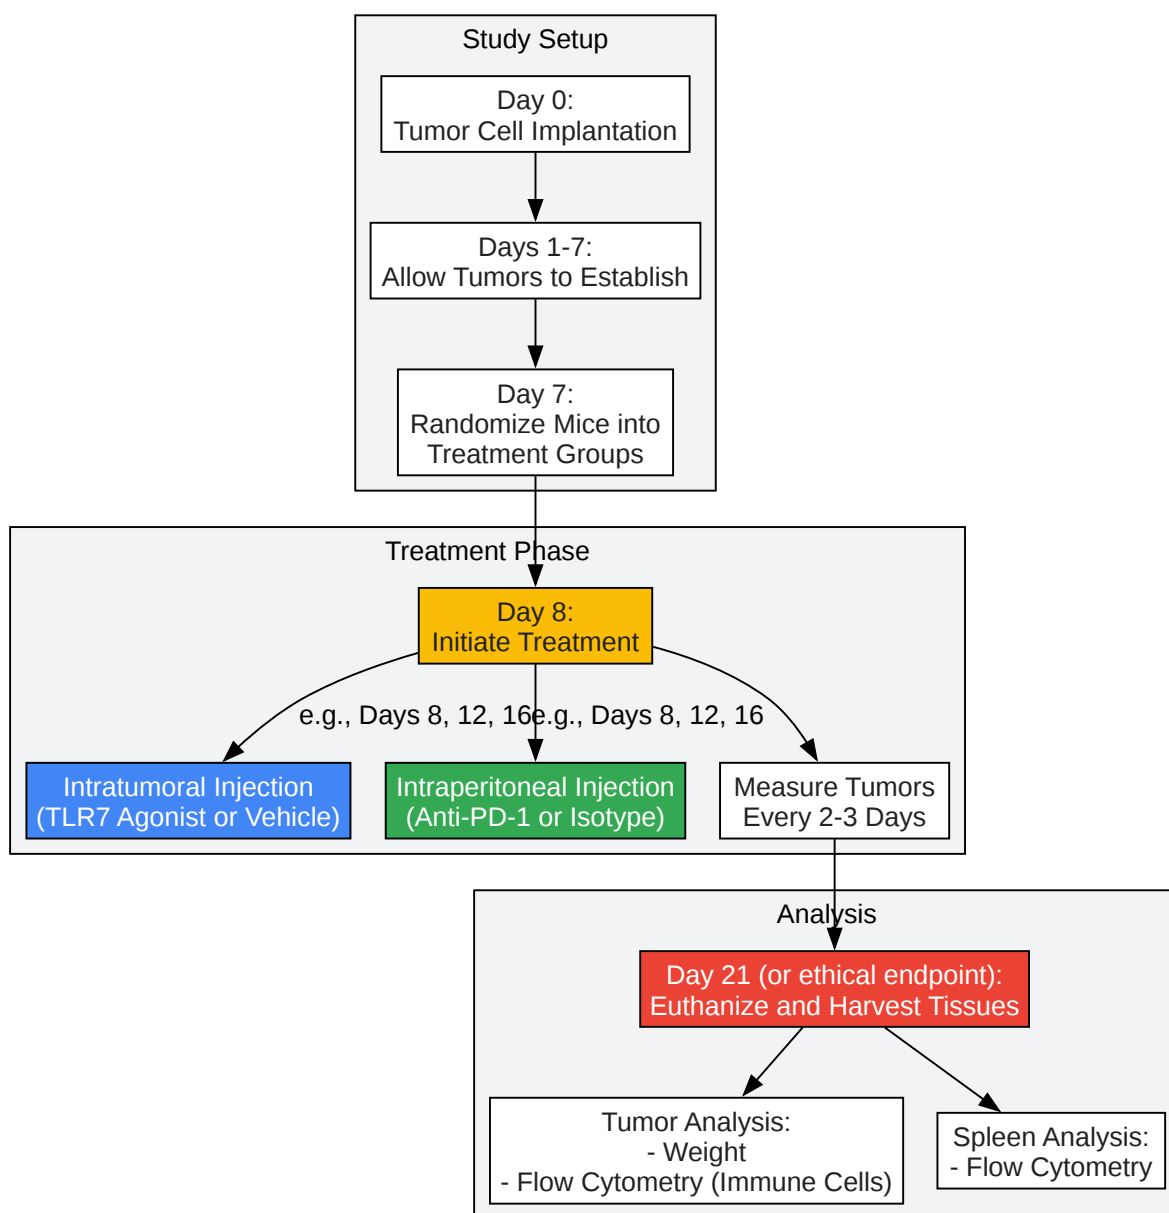 Study Setup
Day 0:
Tumor Cell Implantation
Days 1-7:
Allow Tumors to Establish
Day 7:
Randomize Mice into
Treatment Groups
Treatment Phase
Day 8:
Initiate Treatment
e.g., Days 8, 12, 16
e.g., Days 8, 12, 16
Intratumoral Injection
(TLR7 Agonist or Vehicle)
Intraperitoneal Injection
(Anti-PD-1 or Isotype)
Measure Tumors
Every 2-3 Days
Analysis
Day 21 (or ethical endpoint):
Euthanize and Harvest Tissues
Tumor Analysis:
- Weight
- Flow Cytometry (Immune Cells)
Spleen Analysis:
- Flow Cytometry